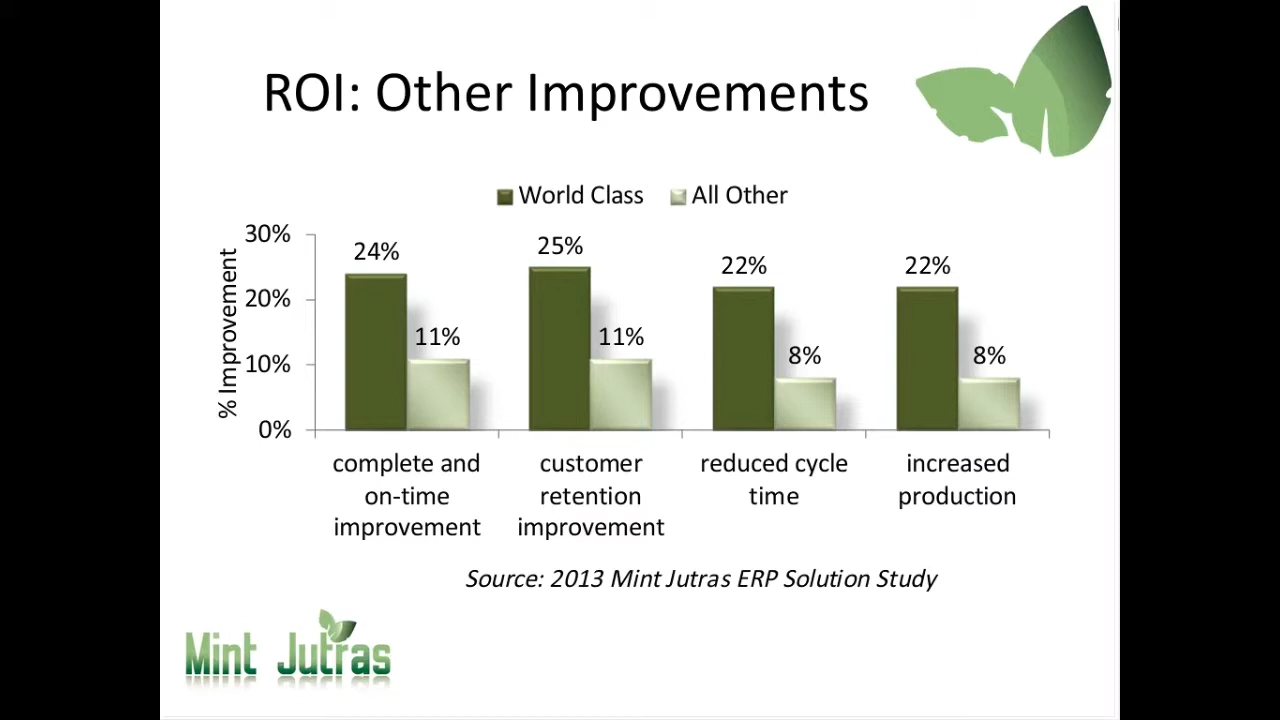 ROI: Other Improvements
World Class
All Other
% Improvement
30%
20%
10%
0%
24%
11%
25%
11%
22%
8%
22%
8%
complete and
on-time
improvement
customer
retention
improvement
reduced cycle
time
increased
production
Source: 2013 Mint Jutras ERP Solution Study
Mint Jutras